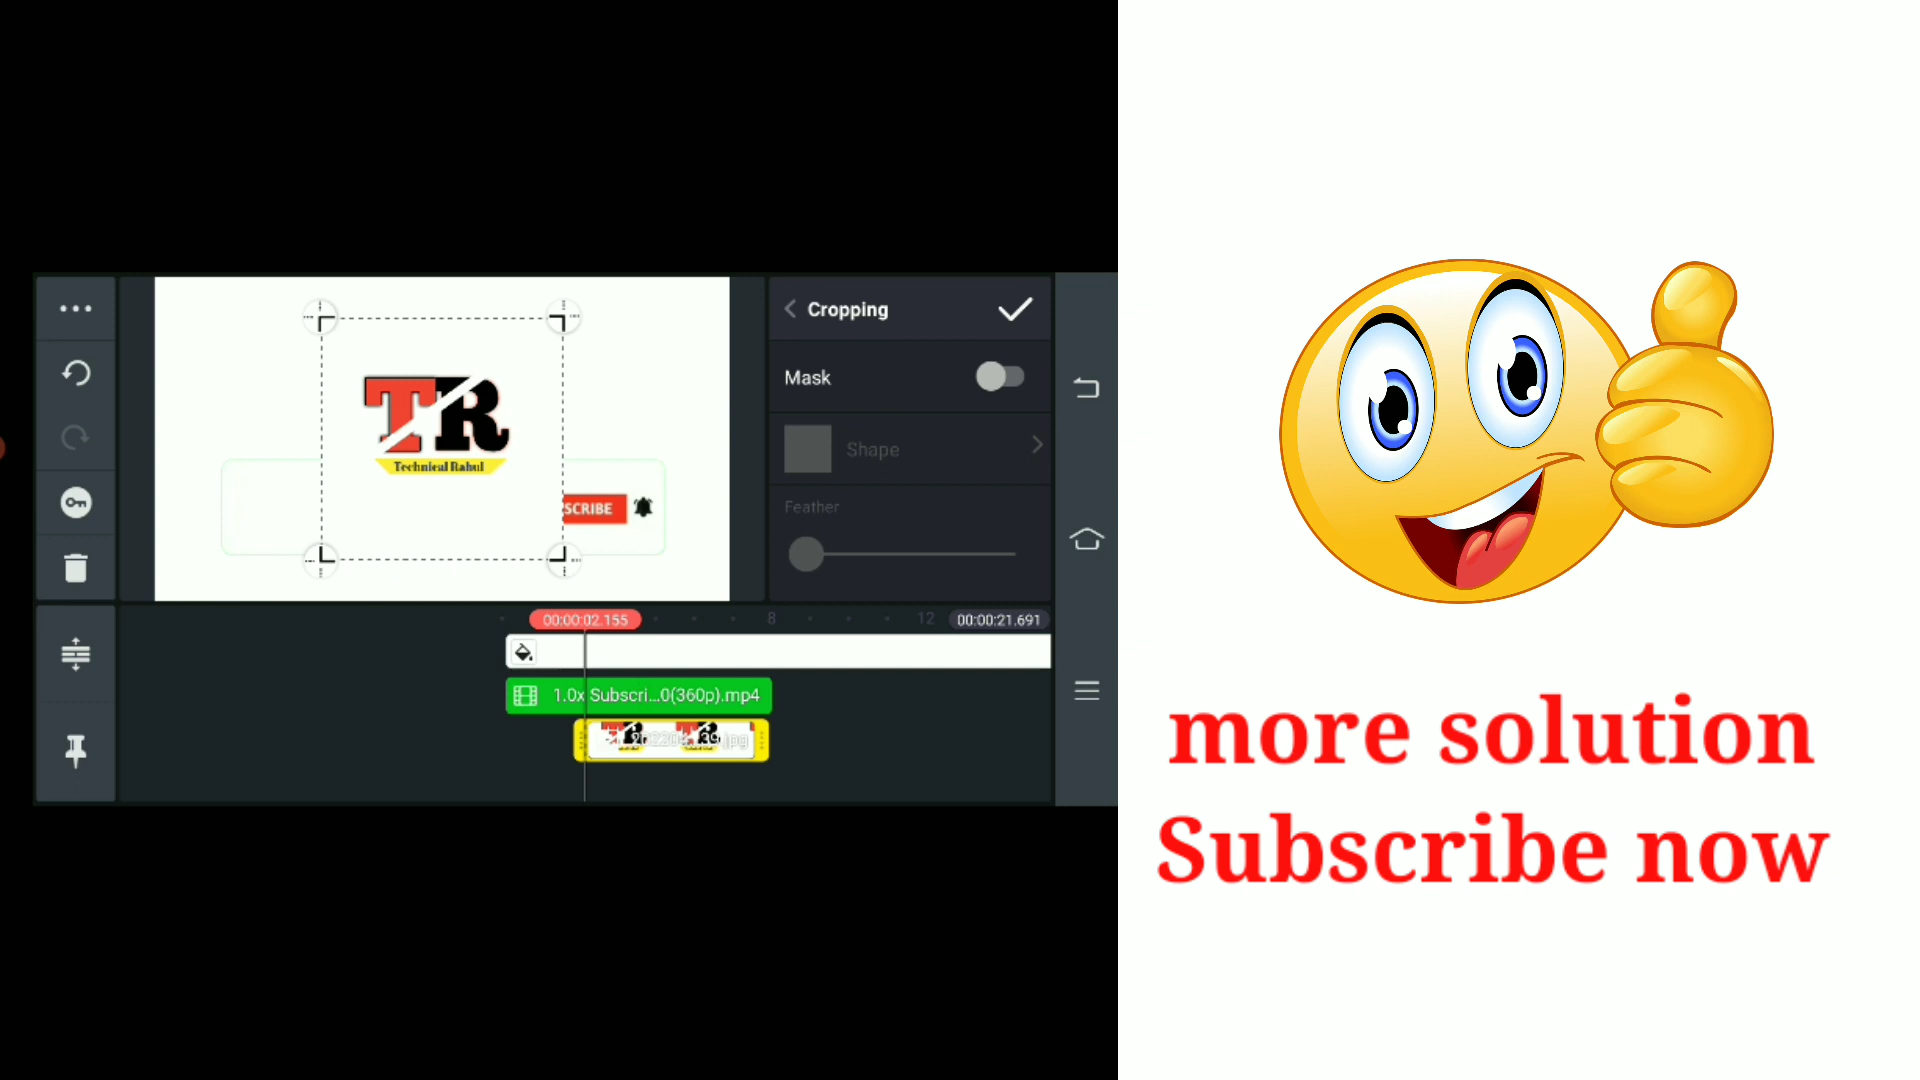 Cropping
Mask
Shape
Feather
TR
Technical Rahul
SCRIBE
00:00:02.155
8
12
00:00:21.691
1.0x Subscri...0(360p).mp4
more solution
Subscribe now